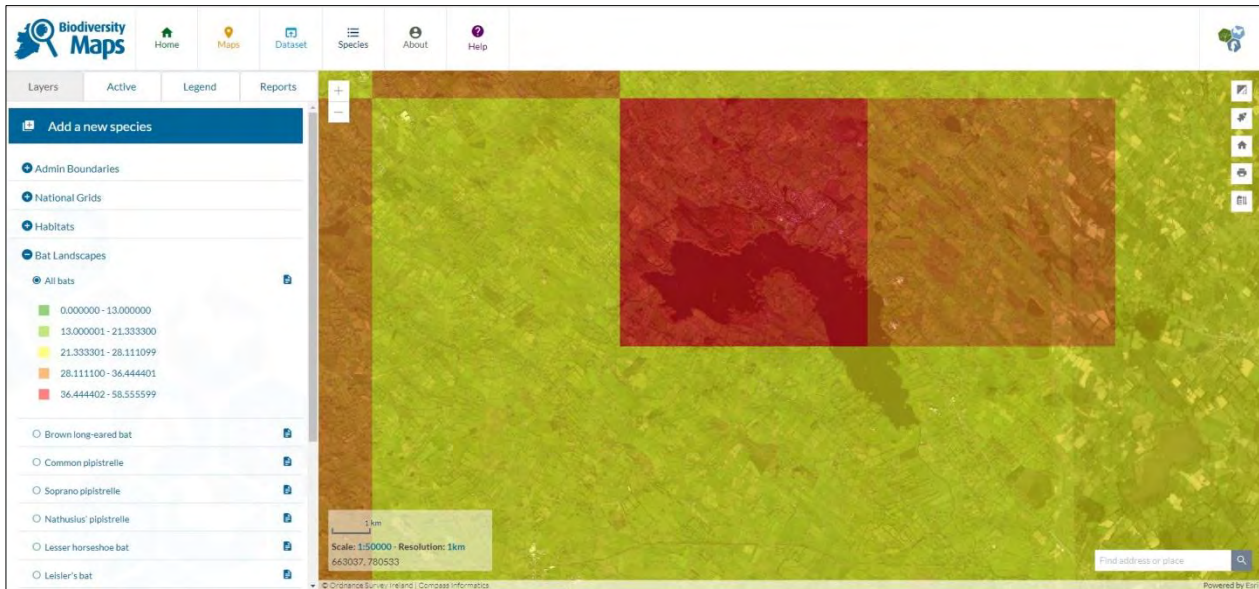 Biodiversity
Maps
Home
Maps
Dataset
Species
About
Help
Layers
Active
Legend
Reports
Add a new species
Admin Boundaries
National Grids
Habitats
Bat Landscapes
All bats
0.000000 - 13.000000
13.000001 - 21.333300
21.333301 - 28.111099
28.111100 - 36.444401
36.444402 - 58.555599
Brown long-eared bat
Common pipistrelle
Soprano pipistrelle
Nathusius' pipistrelle
Lesser horseshoe bat
Leisler's bat
+
−
1 km
Scale: 1:50000 - Resolution: 1km
663037, 780533
© Ordnance Survey Ireland | Compass Informatics
Find address or place
Powered by Esri